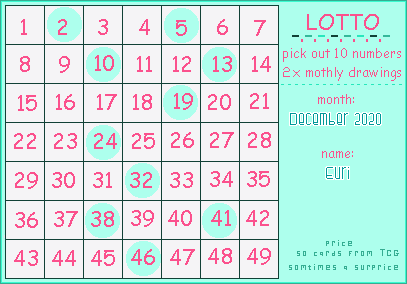 1 2 3 4 5 6 7
8 9 10 11 12 13 14
15 16 17 18 19 20 21
22 23 24 25 26 27 28
29 30 31 32 33 34 35
36 37 38 39 40 41 42
43 44 45 46 47 48 49
LOTTO
pick out 10 numbers
2x mothly drawings
month:
December 2020
name:
Euri
price
50 cards from TCG
somtimes a surprice